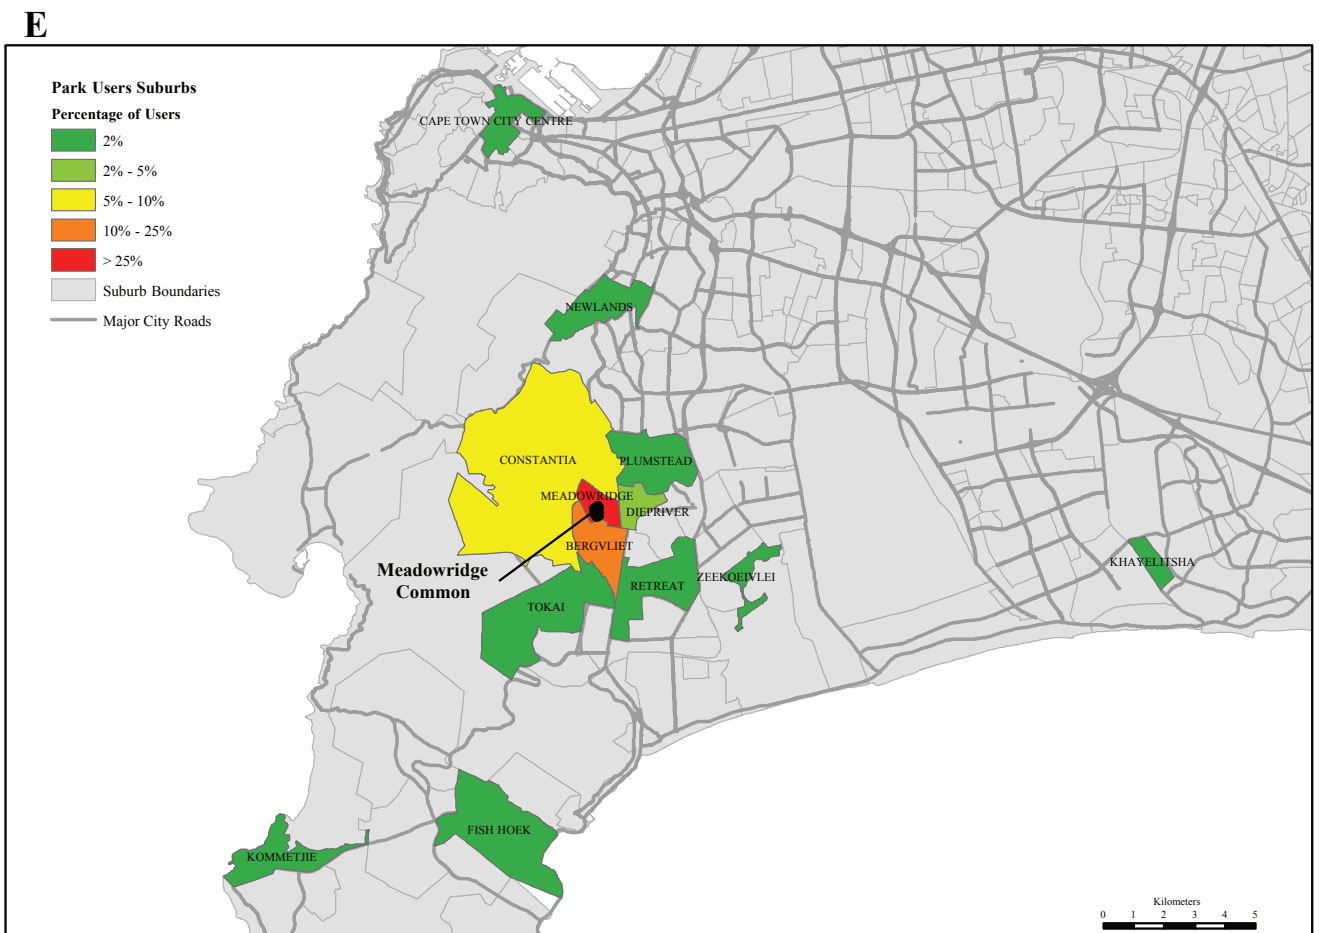 E
Park Users Suburbs
Percentage of Users
2%
2% - 5%
5% - 10%
10% - 25%
> 25%
Suburb Boundaries
Major City Roads
CAPE TOWN CITY CENTRE
NEWLANDS
CONSTANTIA
PLUMSTEAD
MEADOWRIDGE
DIEPRIVER
BERGVLIET
Meadowridge
Common
RETREAT
ZEEKOEIVLEI
KHAYELITSHA
TOKAI
FISH HOEK
KOMMETJIE
Kilometers
0 1 2 3 4 5